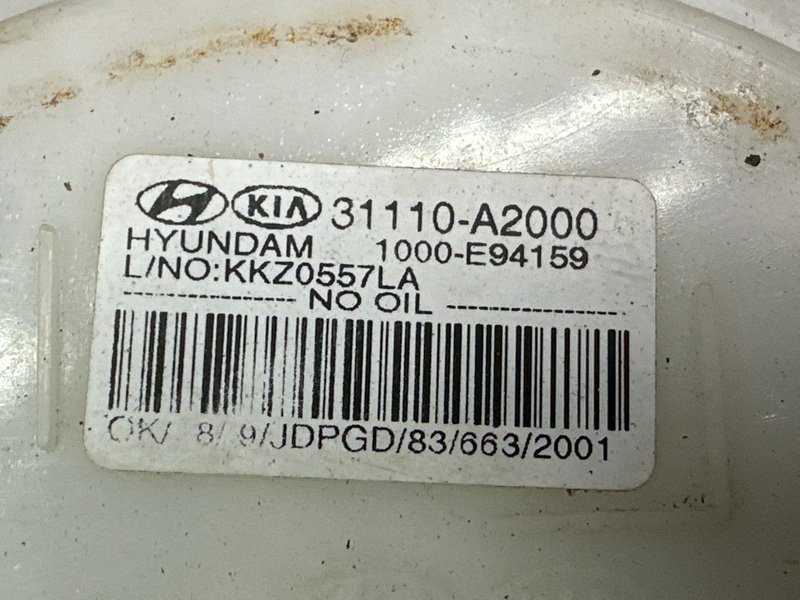 KIA 31110-A2000
HYUNDAM 1000-E94159
L/NO:KKZ0557LA
NO OIL
OK/ 8/ 9/JDPGD/83/663/2001